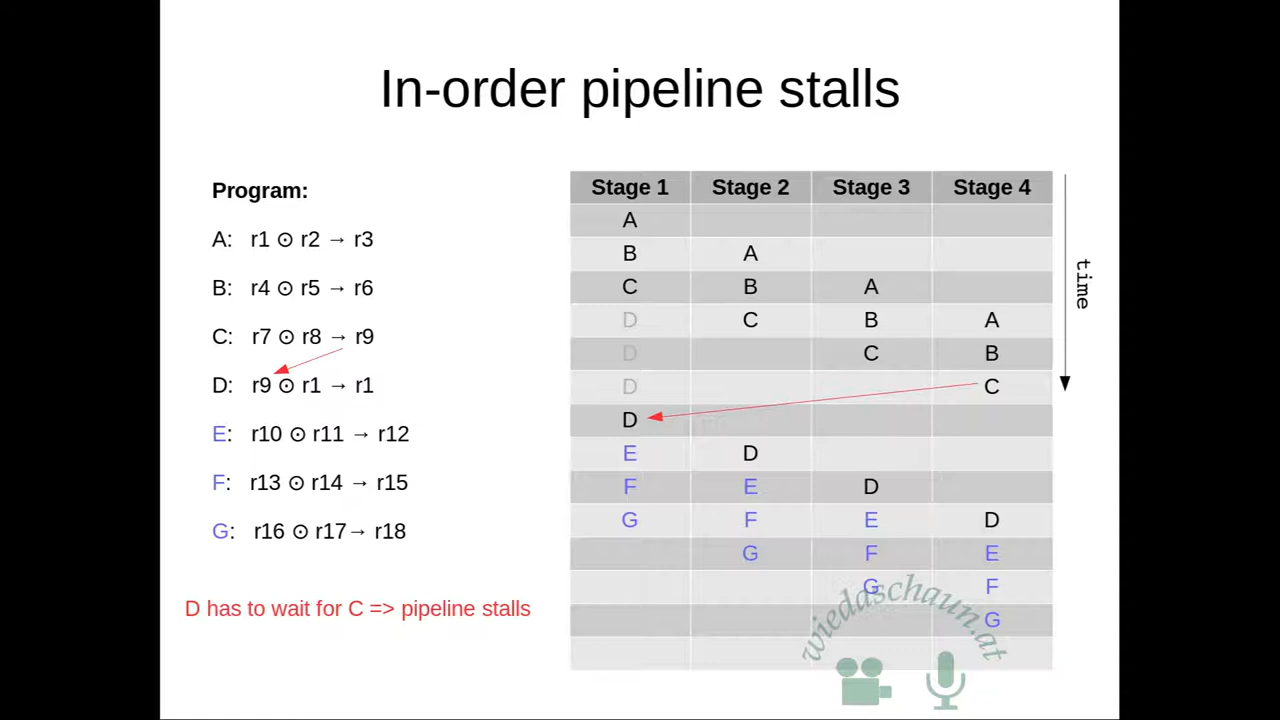 In-order pipeline stalls
Program:
A: r1 ⊙ r2 → r3
B: r4 ⊙ r5 → r6
C: r7 ⊙ r8 → r9
D: r9 ⊙ r1 → r1
E: r10 ⊙ r11 → r12
F: r13 ⊙ r14 → r15
G: r16 ⊙ r17→ r18
D has to wait for C => pipeline stalls
Stage 1 Stage 2 Stage 3 Stage 4
A
B A
C B A
D C B A
D C B
D C
D
E D
F E D
G F E D
G F E
G F
G
time
wiedaschaun.at